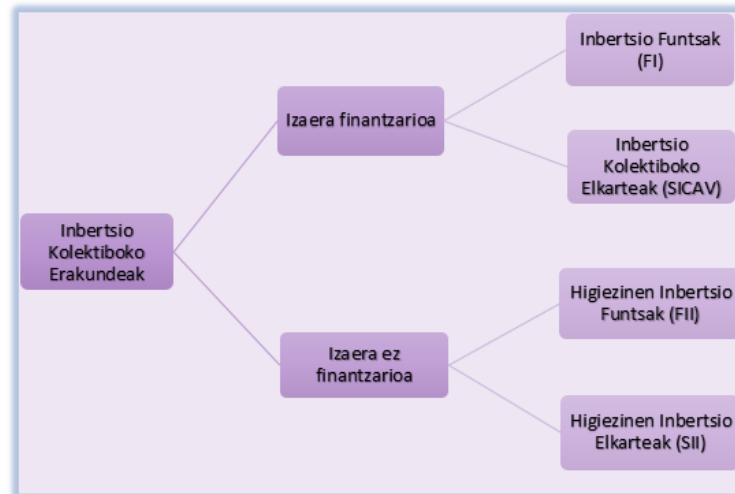 Inbertsio Kolektiboko Erakundeak
Izaera finantzarioa
Inbertsio Funtsak
(FI)
Inbertsio
Kolektiboko
Elkarteak (SICAV)
Izaera ez
finantzarioa
Higiezinen Inbertsio
Funtsak (FII)
Higiezinen Inbertsio
Elkarteak (SII)